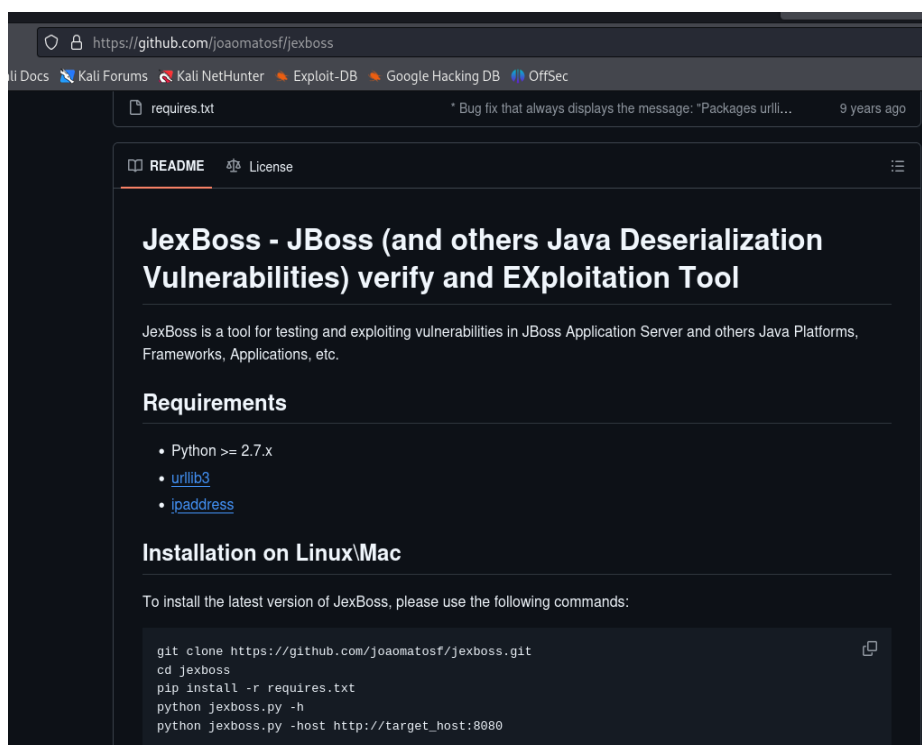 https://github.com/joaomatosf/jexboss
li Docs Kali Forums Kali NetHunter Exploit-DB Google Hacking DB OffSec
requires.txt * Bug fix that always displays the message: "Packages urlli... 9 years ago
README License
JexBoss - JBoss (and others Java Deserialization
Vulnerabilities) verify and EXploitation Tool
JexBoss is a tool for testing and exploiting vulnerabilities in JBoss Application Server and others Java Platforms,
Frameworks, Applications, etc.
Requirements
• Python >= 2.7.x
• urllib3
• ipaddress
Installation on Linux\Mac
To install the latest version of JexBoss, please use the following commands:
git clone https://github.com/joaomatosf/jexboss.git
cd jexboss
pip install -r requires.txt
python jexboss.py -h
python jexboss.py -host http://target_host:8080